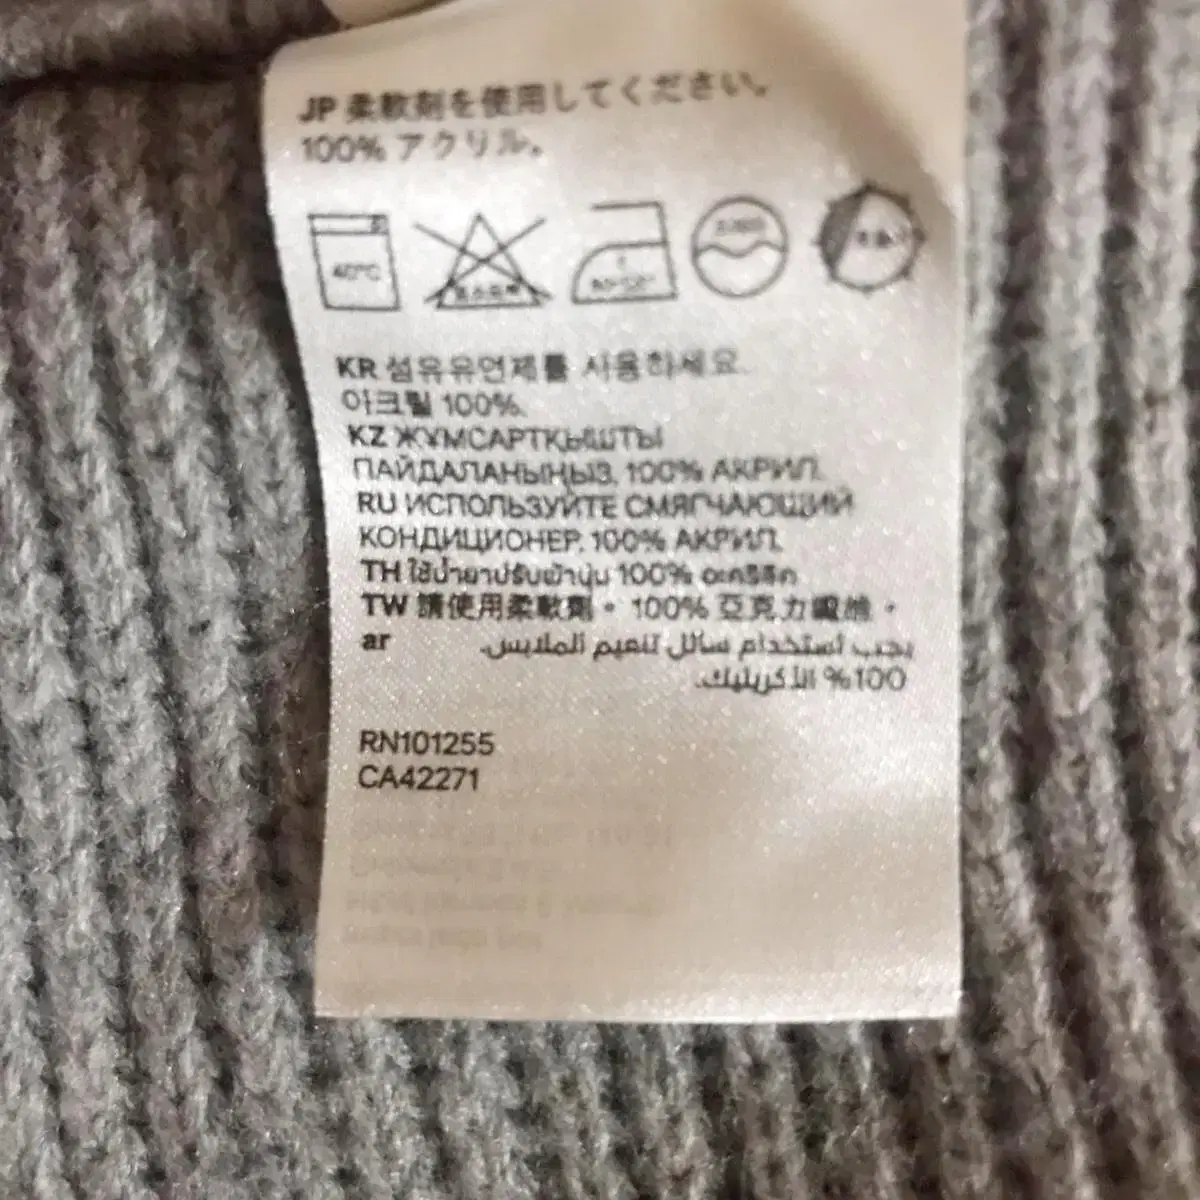 JP 柔軟剤を使用してください。
100% アクリル。
40°C
KR 섬유유연제를 사용하세요.
아크릴 100%.
KZ ЖҰМСАРТҚЫШТЫ
ПАЙДАЛАНЫҢЫЗ. 100% АКРИЛ.
RU ИСПОЛЬЗУЙТЕ СМЯГЧАЮЩИЙ
КОНДИЦИОНЕР. 100% АКРИЛ.
TH ใช้น้ำยาปรับผ้านุ่ม 100% อะคริลิค
TW 請使用柔軟劑。100% 亞克力纖維。
ar يجب استخدام سائل تنعيم الملابس.
100% الأكريليك.
RN101255
CA42271